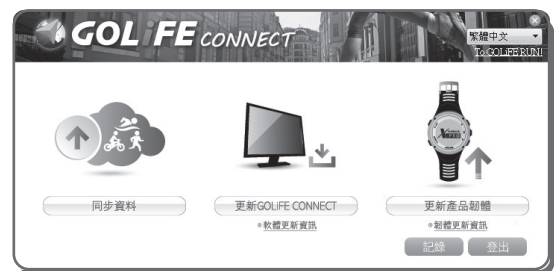 GOLiFE CONNECT
繁體中文
To GOLiFE RUN!
同步資料
更新GOLiFE CONNECT
更新產品韌體
※軟體更新資訊
※韌體更新資訊
記錄
登出